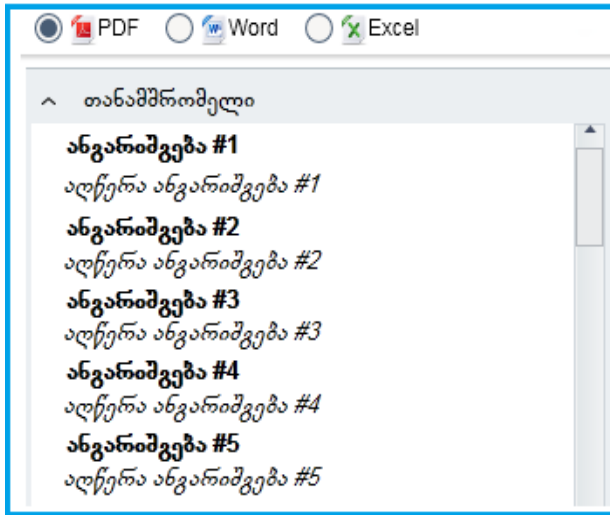 PDF Word Excel
თანამშრომელი
ანგარიშგება #1
აღწერა ანგარიშგება #1
ანგარიშგება #2
აღწერა ანგარიშგება #2
ანგარიშგება #3
აღწერა ანგარიშგება #3
ანგარიშგება #4
აღწერა ანგარიშგება #4
ანგარიშგება #5
აღწერა ანგარიშგება #5